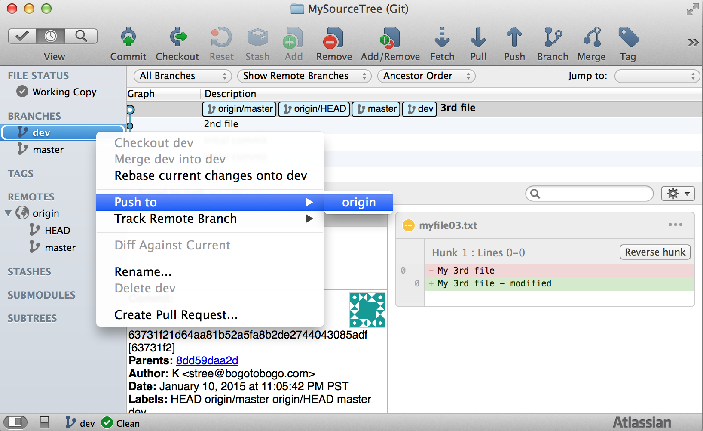 MySourceTree (Git)
View Commit Checkout Reset Stash Add Remove Add/Remove Fetch Pull Push Branch Merge Tag
FILE STATUS
Working Copy
BRANCHES
dev
master
TAGS
REMOTES
origin
HEAD
master
STASHES
SUBMODULES
SUBTREES
All Branches Show Remote Branches Ancestor Order Jump to:
Graph Description
origin/master origin/HEAD master dev 3rd file
2nd file
Checkout dev
Merge dev into dev
Rebase current changes onto dev
Push to
origin
Track Remote Branch
Diff Against Current
Rename...
Delete dev
Create Pull Request...
63731f21d64aa81b52a5fa8b2de2744043085adf
[63731f2]
Parents: 8dd59daa2d
Author: K <stree@bogotobogo.com>
Date: January 10, 2015 at 11:05:42 PM PST
Labels: HEAD origin/master origin/HEAD master
dev
myfile03.txt
Hunk 1 : Lines 0-0 Reverse hunk
0 - My 3rd file
0 + My 3rd file - modified
dev Clean
Atlassian